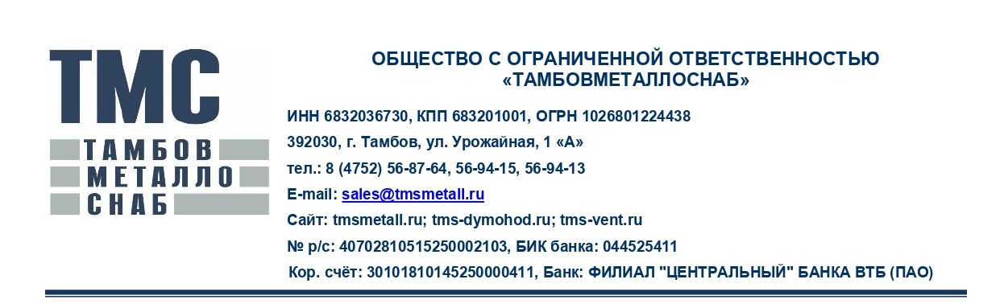 ТМС
ТАМБОВ
МЕТАЛЛО
СНАБ
ОБЩЕСТВО С ОГРАНИЧЕННОЙ ОТВЕТСТВЕННОСТЬЮ
«ТАМБОВМЕТАЛЛОСНАБ»
ИНН 6832036730, КПП 683201001, ОГРН 1026801224438
392030, г. Тамбов, ул. Урожайная, 1 «А»
тел.: 8 (4752) 56-87-64, 56-94-15, 56-94-13
E-mail: sales@tmsmetall.ru
Сайт: tmsmetall.ru; tms-dymohod.ru; tms-vent.ru
№ р/с: 40702810515250002103, БИК банка: 044525411
Кор. счёт: 30101810145250000411, Банк: ФИЛИАЛ "ЦЕНТРАЛЬНЫЙ" БАНКА ВТБ (ПАО)